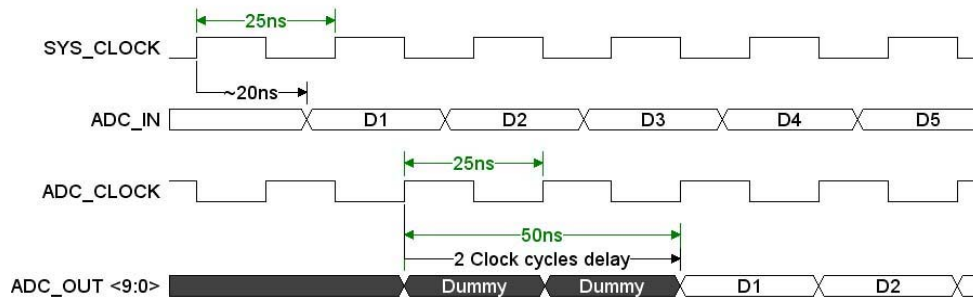 25ns
SYS_CLOCK
~20ns
ADC_IN D1 D2 D3 D4 D5
25ns
ADC_CLOCK
50ns
2 Clock cycles delay
ADC_OUT <9:0> Dummy Dummy D1 D2